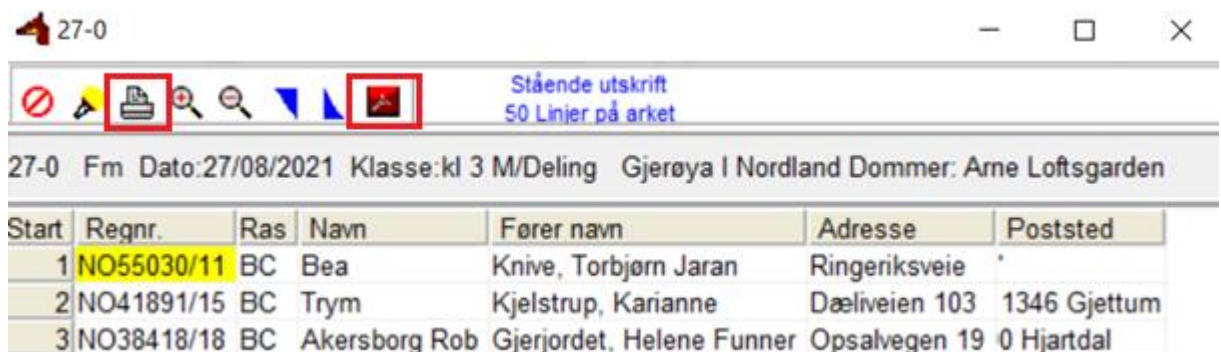 27-0
Stående utskrift
50 Linjer på arket
27-0 Fm Dato:27/08/2021 Klasse:kl 3 M/Deling Gjerøya I Nordland Dommer: Arne Loftsgarden
Start Regnr. Ras Navn Fører navn Adresse Poststed
1 NO55030/11 BC Bea Knive, Torbjørn Jaran Ringeriksveie '
2 NO41891/15 BC Trym Kjelstrup, Karianne Dæliveien 103 1346 Gjettum
3 NO38418/18 BC Akersborg Rob Gjerjordet, Helene Funner Opsalvegen 19 0 Hjartdal